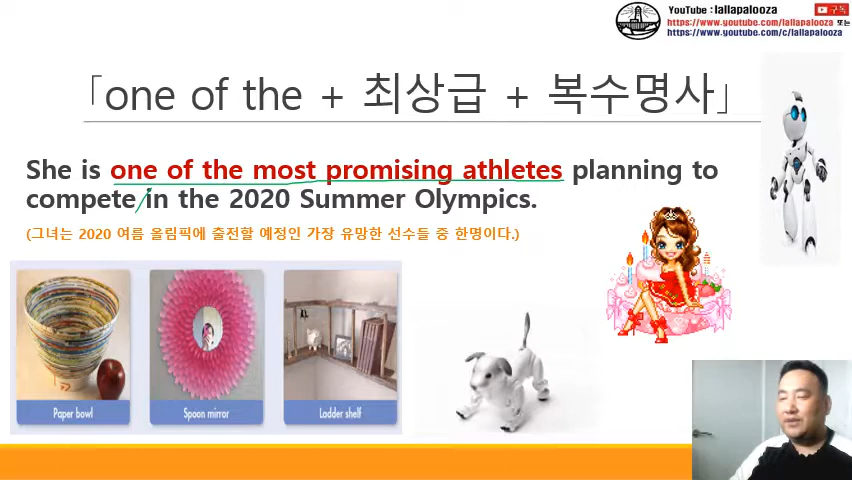 YouTube : lallapalooza
구독
https://www.youtube.com/lallapalooza 또는
https://www.youtube.com/c/lallapalooza
「one of the + 최상급 + 복수명사」
She is one of the most promising athletes planning to
compete in the 2020 Summer Olympics.
(그녀는 2020 여름 올림픽에 출전할 예정인 가장 유망한 선수들 중 한명이다.)
Paper bowl
Spoon mirror
Ladder shelf